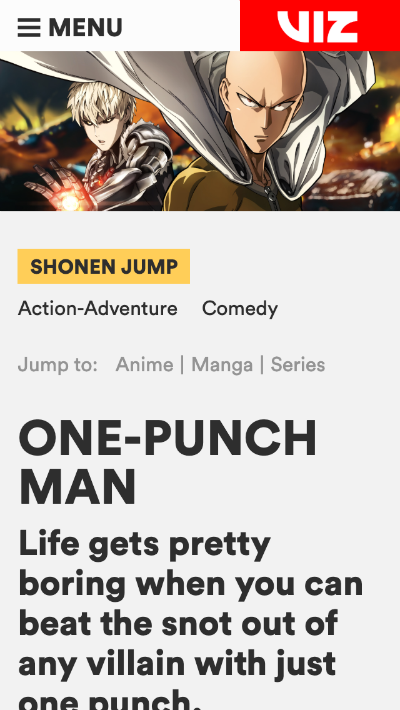 MENU
VIZ
SHONEN JUMP
Action-Adventure Comedy
Jump to: Anime | Manga | Series
ONE-PUNCH
MAN
Life gets pretty
boring when you can
beat the snot out of
any villain with just
one punch.